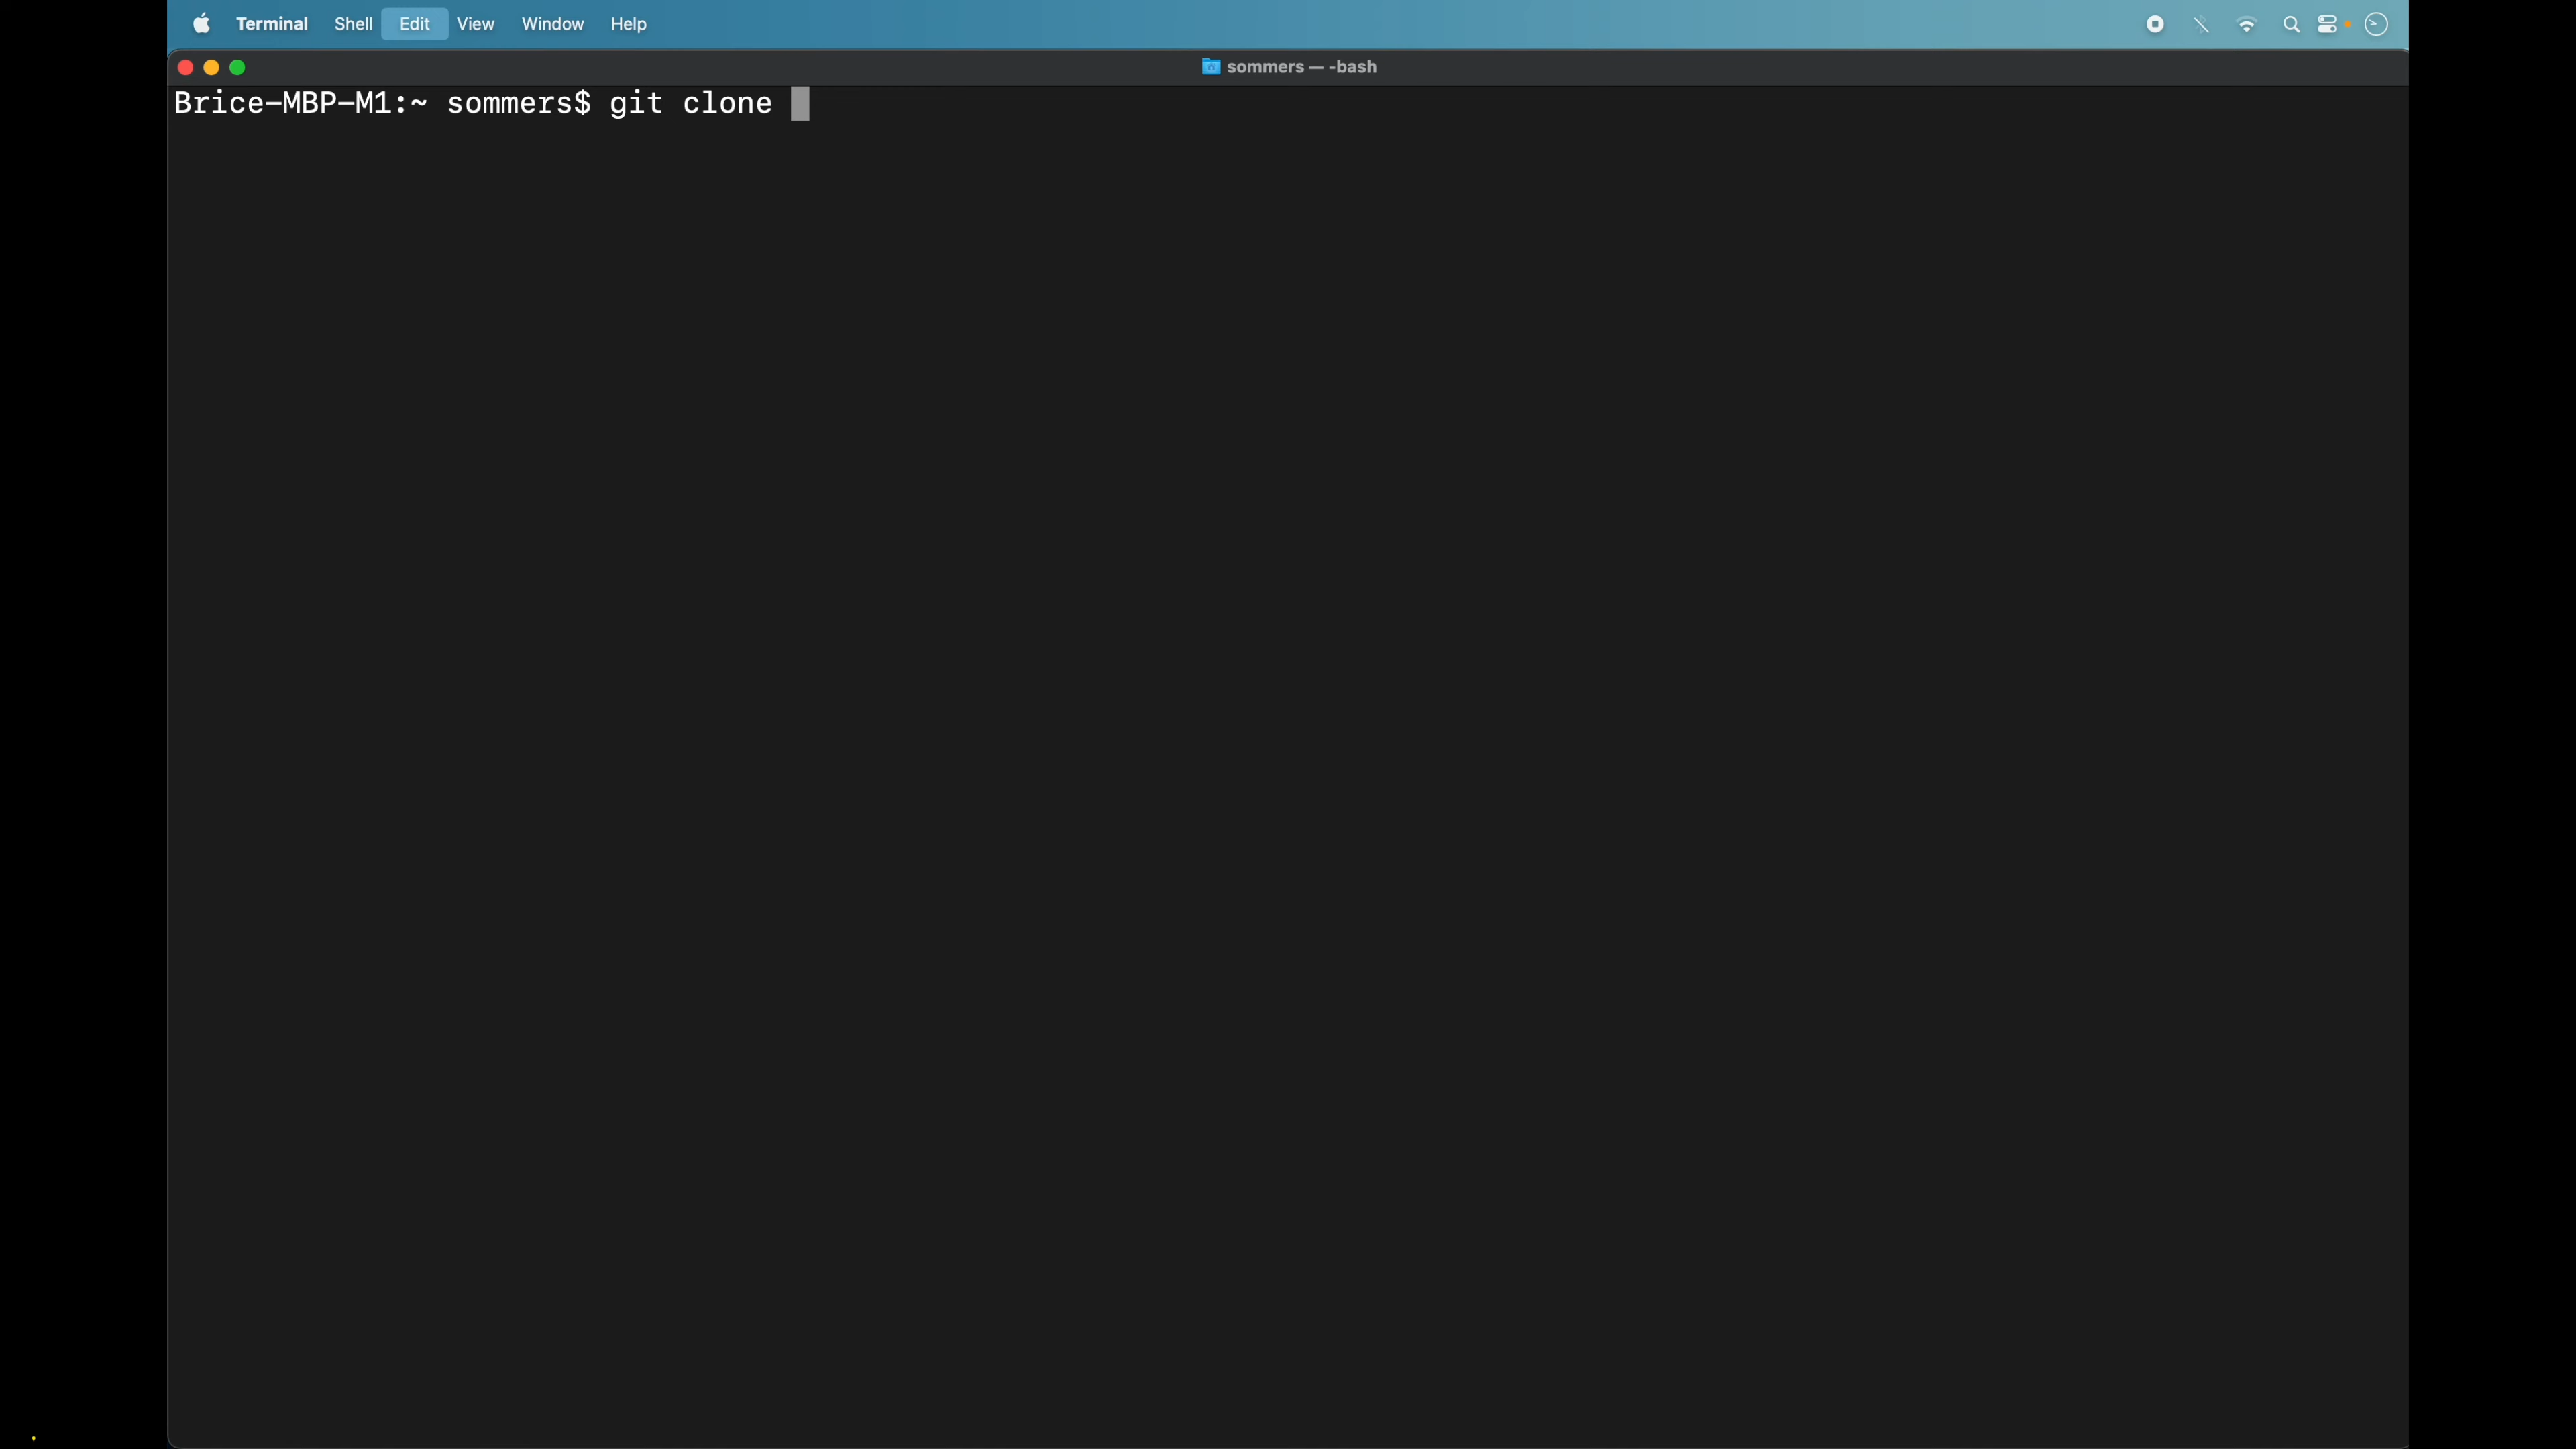 Terminal Shell Edit View Window Help
sommers — -bash
Brice-MBP-M1:~ sommers$ git clone